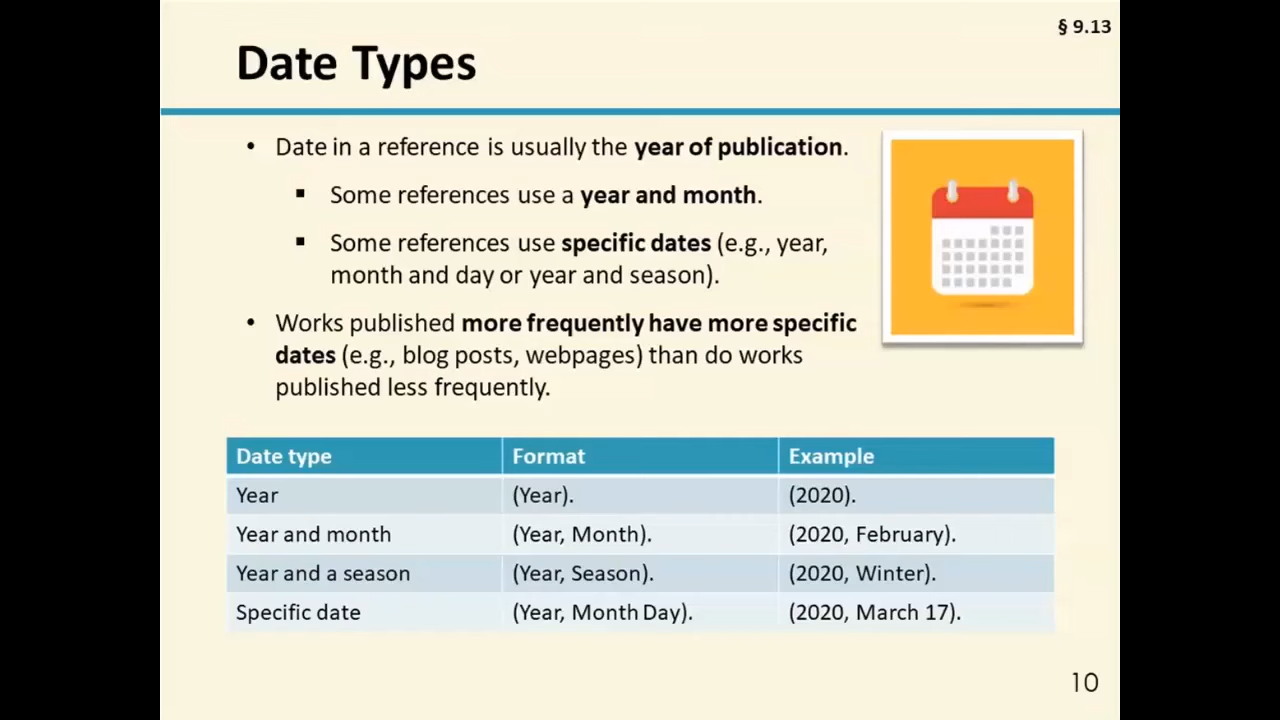 § 9.13
Date Types
• Date in a reference is usually the year of publication.
▪ Some references use a year and month.
▪ Some references use specific dates (e.g., year,
month and day or year and season).
• Works published more frequently have more specific
dates (e.g., blog posts, webpages) than do works
published less frequently.
Date type Format Example
Year (Year). (2020).
Year and month (Year, Month). (2020, February).
Year and a season (Year, Season). (2020, Winter).
Specific date (Year, Month Day). (2020, March 17).
10